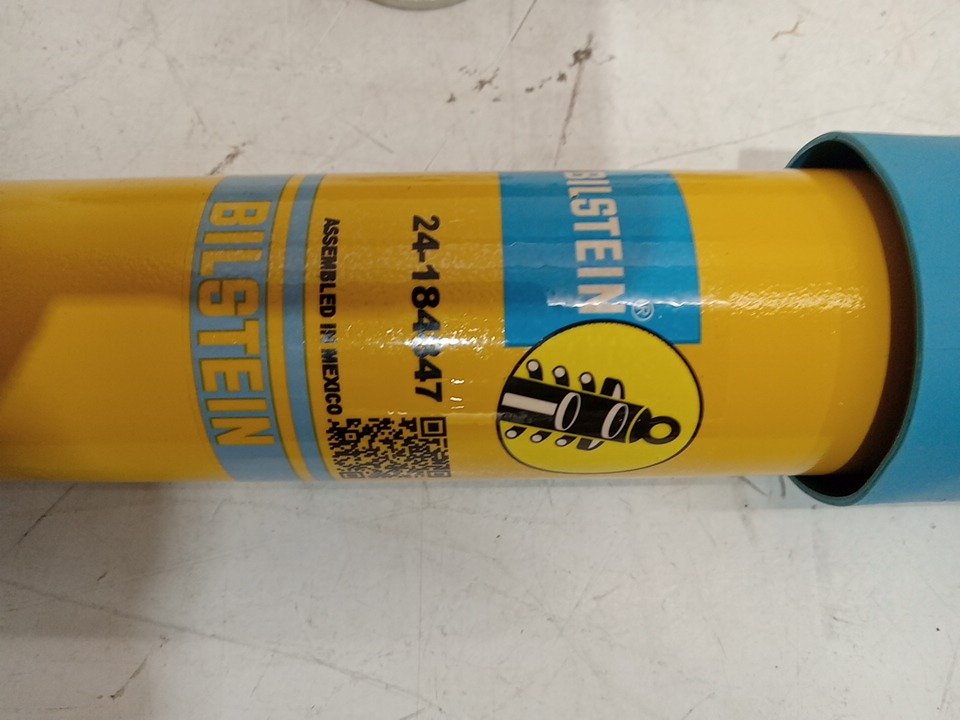 BILSTEIN®
ASSEMBLED IN MEXICO
BILSTEIN